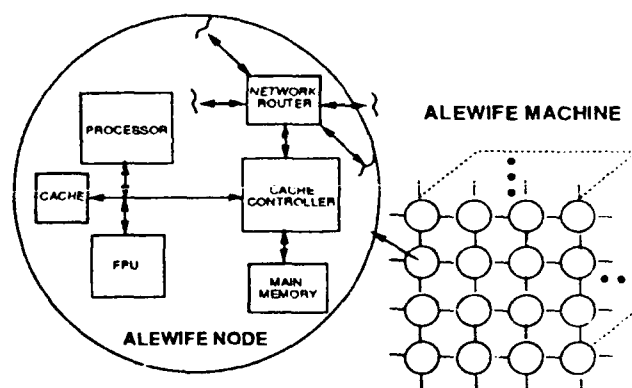 NETWORK
ROUTER
PROCESSOR
ALEWIFE MACHINE
CACHE
CACHE
CONTROLLER
FPU
MAIN
MEMORY
ALEWIFE NODE